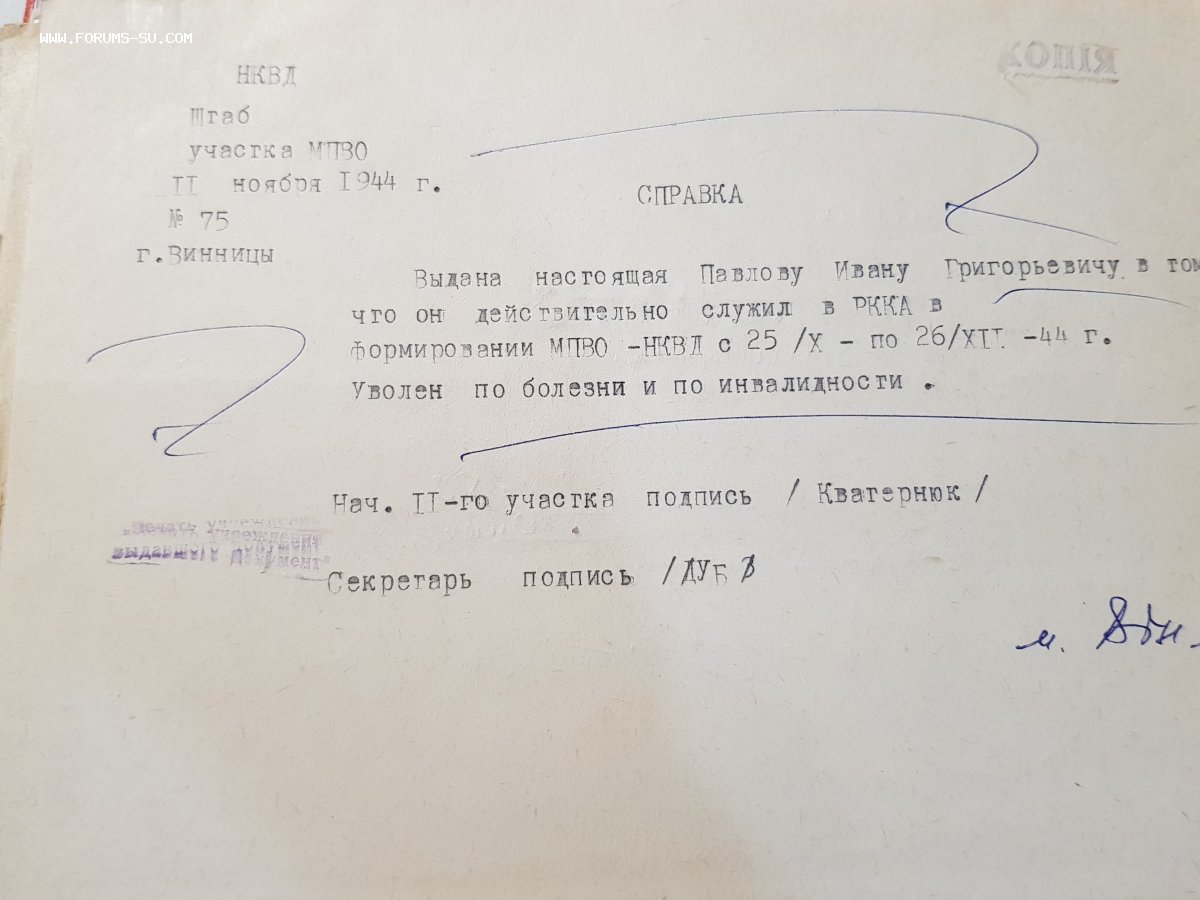 WWW.FORUMS-SU.COM
КОПІЯ
НКВД
Штаб
участка МПВО
II ноября 1944 г.
№ 75
г.Винницы
СПРАВКА
Выдана настоящая Павлову Ивану Григорьевичу в том
что он действительно служил в РККА в
формировании МПВО -НКВД с 25 /X - по 26/XII -44 г.
Уволен по болезни и по инвалидности .
Нач. II-го участка подпись / Кватернюк /
"Печать учреждения
выдавшего документ"
Секретарь подпись /ДУБ /
м. Він